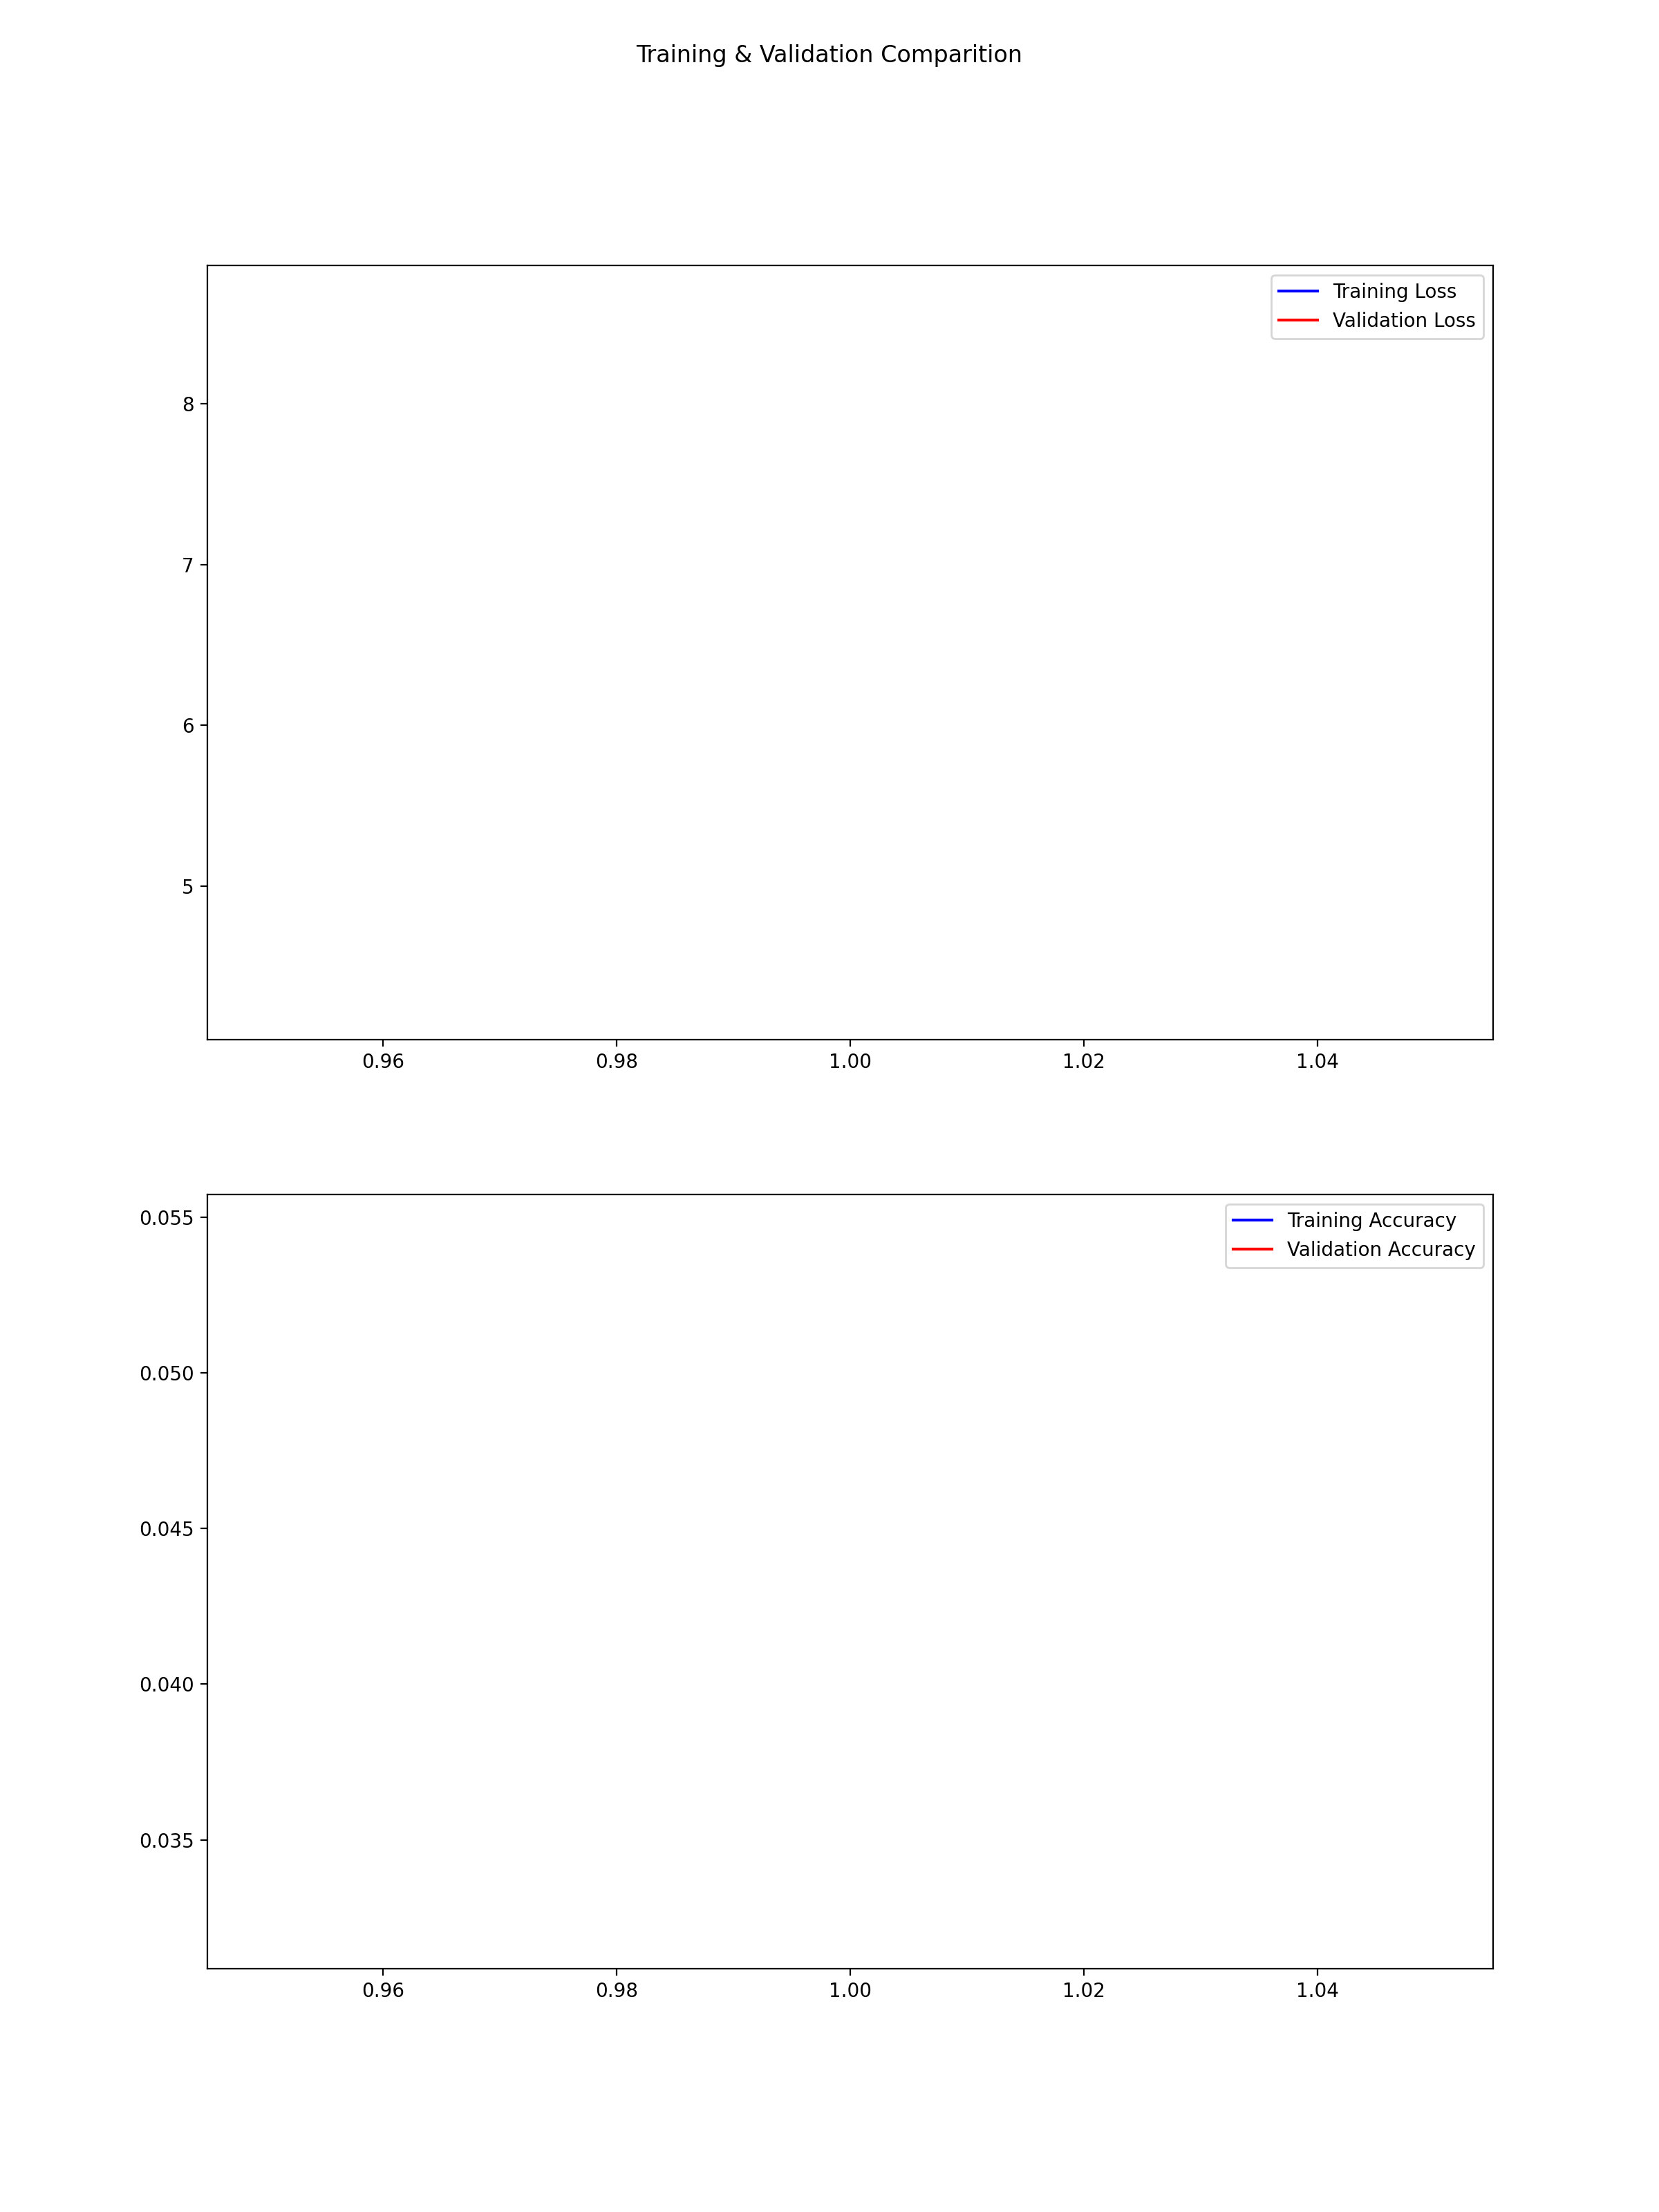 Training & Validation Comparition
Training Loss
Validation Loss
8
7
6
5
0.96 0.98 1.00 1.02 1.04
Training Accuracy
Validation Accuracy
0.055
0.050
0.045
0.040
0.035
0.96 0.98 1.00 1.02 1.04